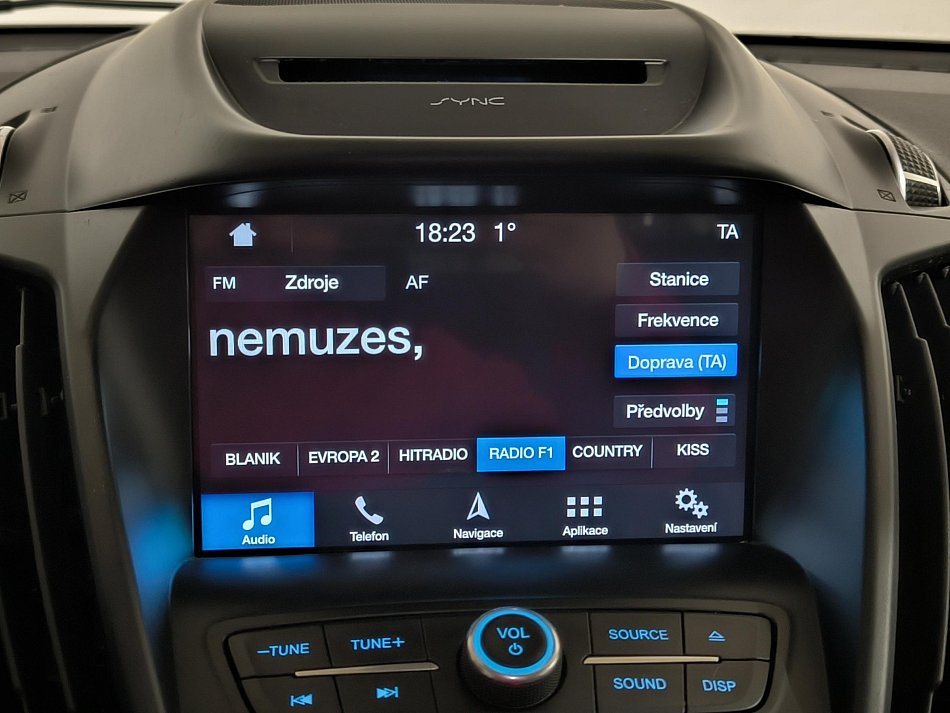 SYNC
18:23 1° TA
FM Zdroje AF Stanice
nemuzes, Frekvence
Doprava (TA)
Předvolby
BLANIK EVROPA 2 HITRADIO RADIO F1 COUNTRY KISS
Audio Telefon Navigace Aplikace Nastavení
–TUNE TUNE+ VOL SOURCE
SOUND DISP